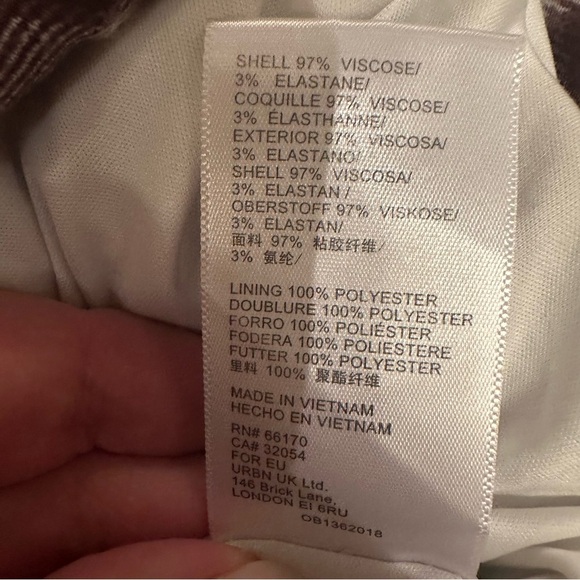 SHELL 97% VISCOSE/
3% ELASTANE/
COQUILLE 97% VISCOSE/
3% ÉLASTHANNE/
EXTERIOR 97% VISCOSA/
3% ELASTANO/
SHELL 97% VISCOSA/
3% ELASTAN /
OBERSTOFF 97% VISKOSE/
3% ELASTAN/
面料 97% 粘胶纤维/
3% 氨纶/
LINING 100% POLYESTER
DOUBLURE 100% POLYESTER
FORRO 100% POLIÉSTER
FODERA 100% POLIESTERE
FUTTER 100% POLYESTER
里料 100% 聚酯纤维
MADE IN VIETNAM
HECHO EN VIETNAM
RN# 66170
CA# 32054
FOR EU
URBN UK Ltd.
146 Brick Lane,
LONDON EI 6RU
OB1362018